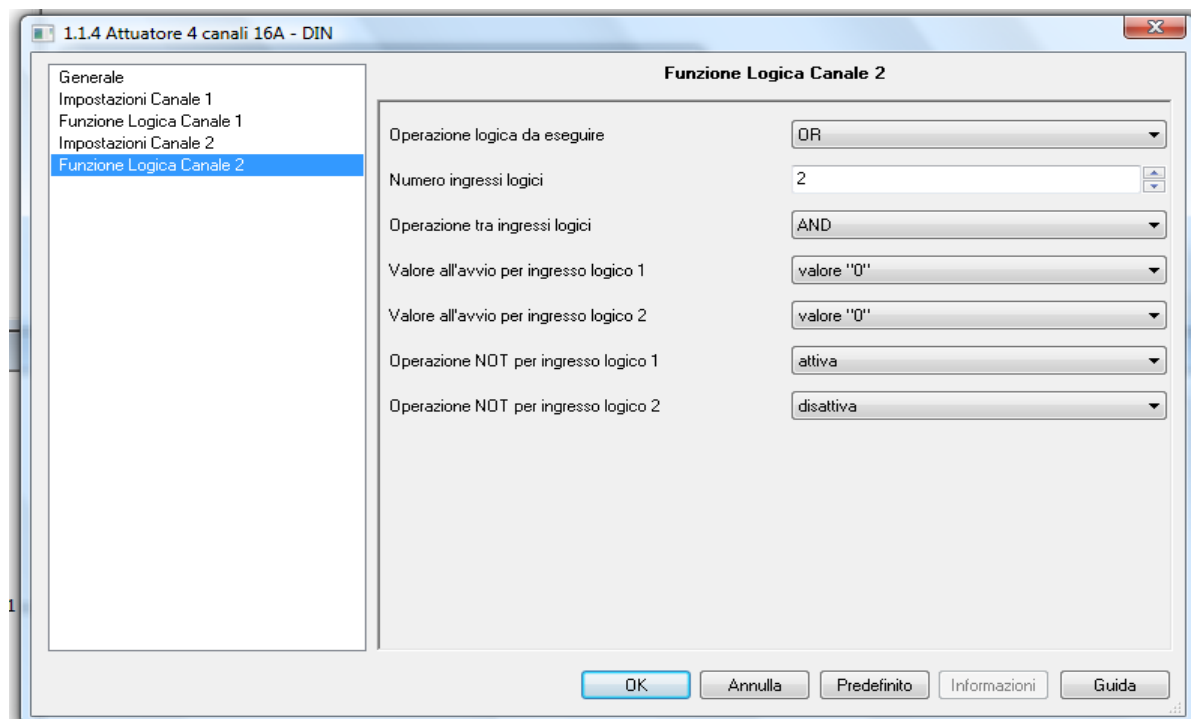 1.1.4 Attuatore 4 canali 16A - DIN
Generale
Impostazioni Canale 1
Funzione Logica Canale 1
Impostazioni Canale 2
Funzione Logica Canale 2
Funzione Logica Canale 2
Operazione logica da eseguire OR
Numero ingressi logici 2
Operazione tra ingressi logici AND
Valore all'avvio per ingresso logico 1 valore "0"
Valore all'avvio per ingresso logico 2 valore "0"
Operazione NOT per ingresso logico 1 attiva
Operazione NOT per ingresso logico 2 disattiva
1
OK Annulla Predefinito Informazioni Guida